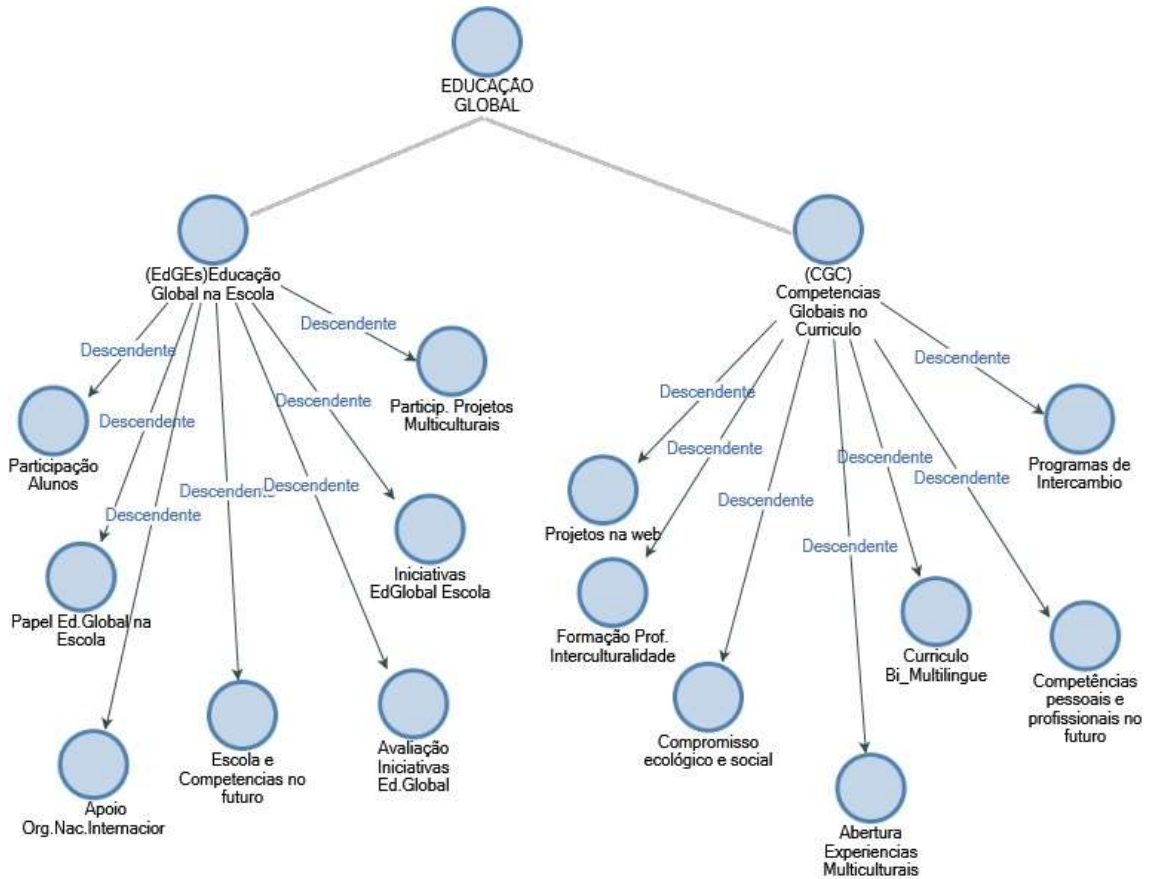 EDUCAÇÃO
GLOBAL
(EdGEs)Educação
Global na Escola
(CGC)
Competencias
Globais no
Curriculo
Descendente
Descendente
Descendente
Descendente
Descendente
Descendente
Descendente
Particip. Projetos
Multiculturais
Participação
Alunos
Iniciativas
EdGlobal Escola
Papel Ed.Global na
Escola
Escola e
Competencias no
futuro
Avaliação
Iniciativas
Ed.Global
Apoio
Org.Nac.Internacior
Descendente
Descendente
Descendente
Descendente
Descendente
Descendente
Descendente
Programas de
Intercambio
Projetos na web
Formação Prof.
Interculturalidade
Curriculo
Bi_Multilingue
Competências
pessoais e
profissionais no
futuro
Compromisso
ecológico e social
Abertura
Experiencias
Multiculturais